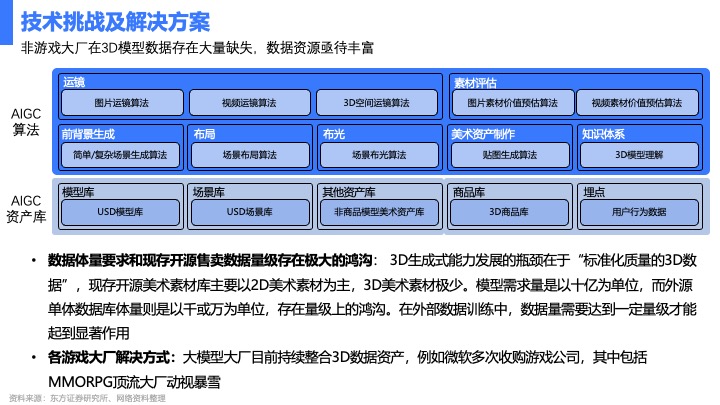 技术挑战及解决方案
非游戏大厂在3D模型数据存在大量缺失，数据资源亟待丰富
AIGC
算法
运镜
图片运镜算法
视频运镜算法
3D空间运镜算法
素材评估
图片素材价值预估算法
视频素材价值预估算法
前背景生成
简单/复杂场景生成算法
布局
场景布局算法
布光
场景布光算法
美术资产制作
贴图生成算法
知识体系
3D模型理解
AIGC
资产库
模型库
USD模型库
场景库
USD场景库
其他资产库
非商品模型美术资产库
商品库
3D商品库
埋点
用户行为数据
• 数据体量要求和现存开源售卖数据量级存在极大的鸿沟： 3D生成式能力发展的瓶颈在于“标准化质量的3D数
据”，现存开源美术素材库主要以2D美术素材为主，3D美术素材极少。模型需求量是以十亿为单位，而外源
单体数据库体量则是以千或万为单位，存在量级上的鸿沟。在外部数据训练中，数据量需要达到一定量级才能
起到显著作用
• 各游戏大厂解决方式：大模型大厂目前持续整合3D数据资产，例如微软多次收购游戏公司，其中包括
MMORPG顶流大厂动视暴雪
资料来源：东方证券研究所，网络资料整理